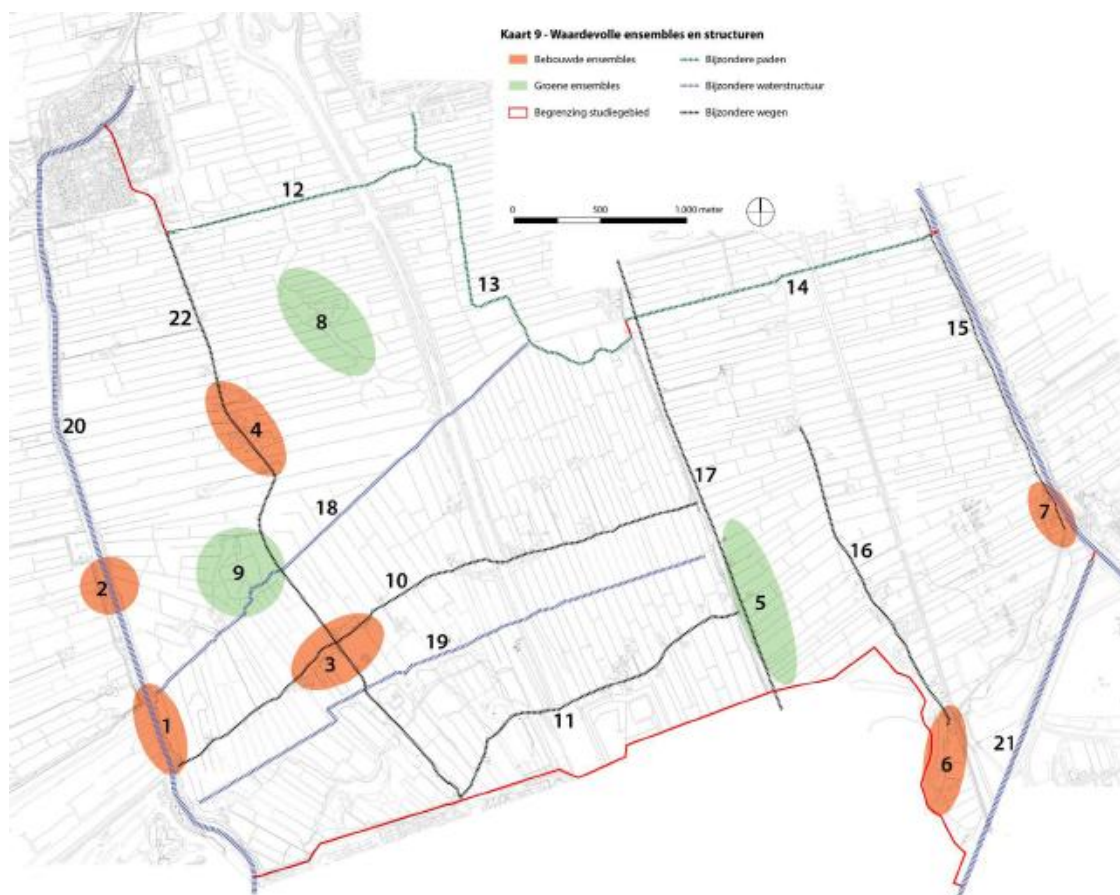 Kaart 9 - Waardevolle ensembles en structuren
Bebouwde ensembles
Bijzondere paden
Groene ensembles
Bijzondere waterstructuur
Begrenzing studiegebied
Bijzondere wegen
0 500 1.000 meter
12
13
14
15
8
22
20
4
17
18
7
16
10
9
2
5
19
3
1
11
21
6